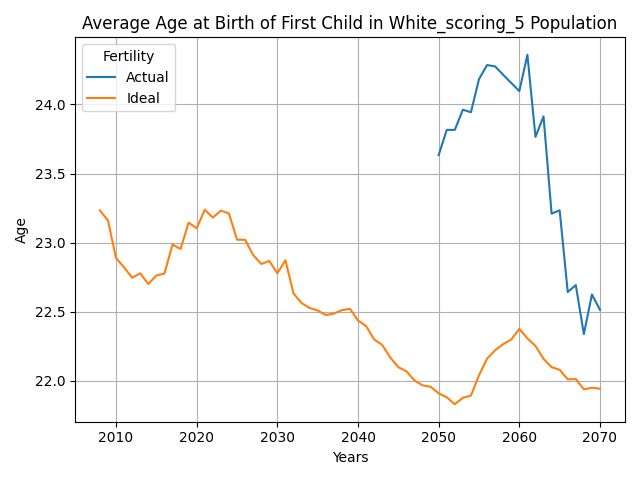 Average Age at Birth of First Child in White_scoring_5 Population
Fertility
Actual
Ideal
Age
24.0
23.5
23.0
22.5
22.0
2010 2020 2030 2040 2050 2060 2070
Years